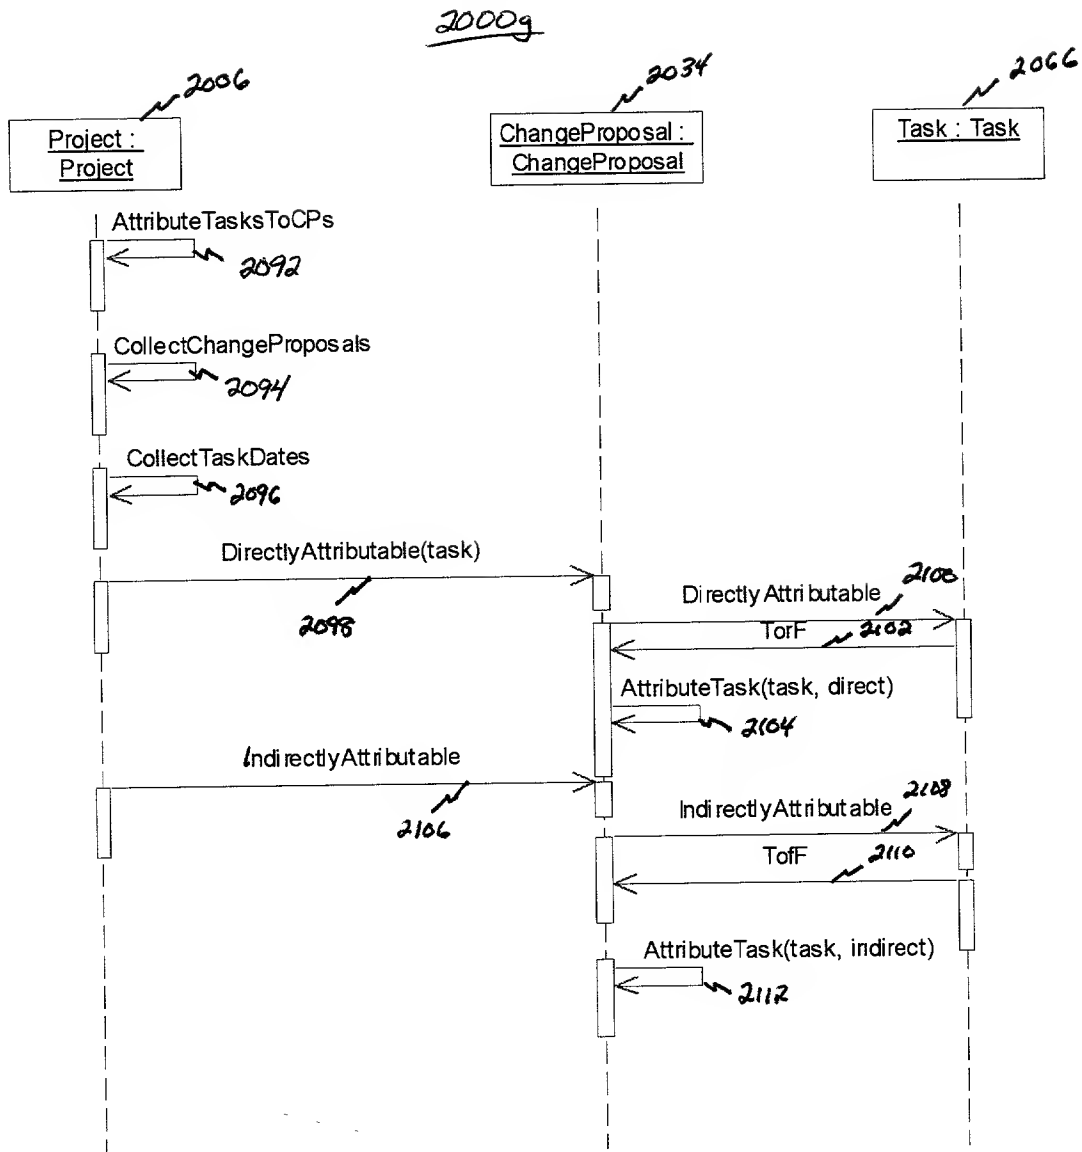 2000g
2006
2034
2066
Project :
Project
ChangeProposal :
ChangeProposal
Task : Task
AttributeTasksToCPs
2092
CollectChangeProposals
2094
CollectTaskDates
2096
DirectlyAttributable(task)
2098
DirectlyAttributable
2100
TorF
2102
AttributeTask(task, direct)
2104
IndirectlyAttributable
2106
IndirectlyAttributable
2108
TofF
2110
AttributeTask(task, indirect)
2112